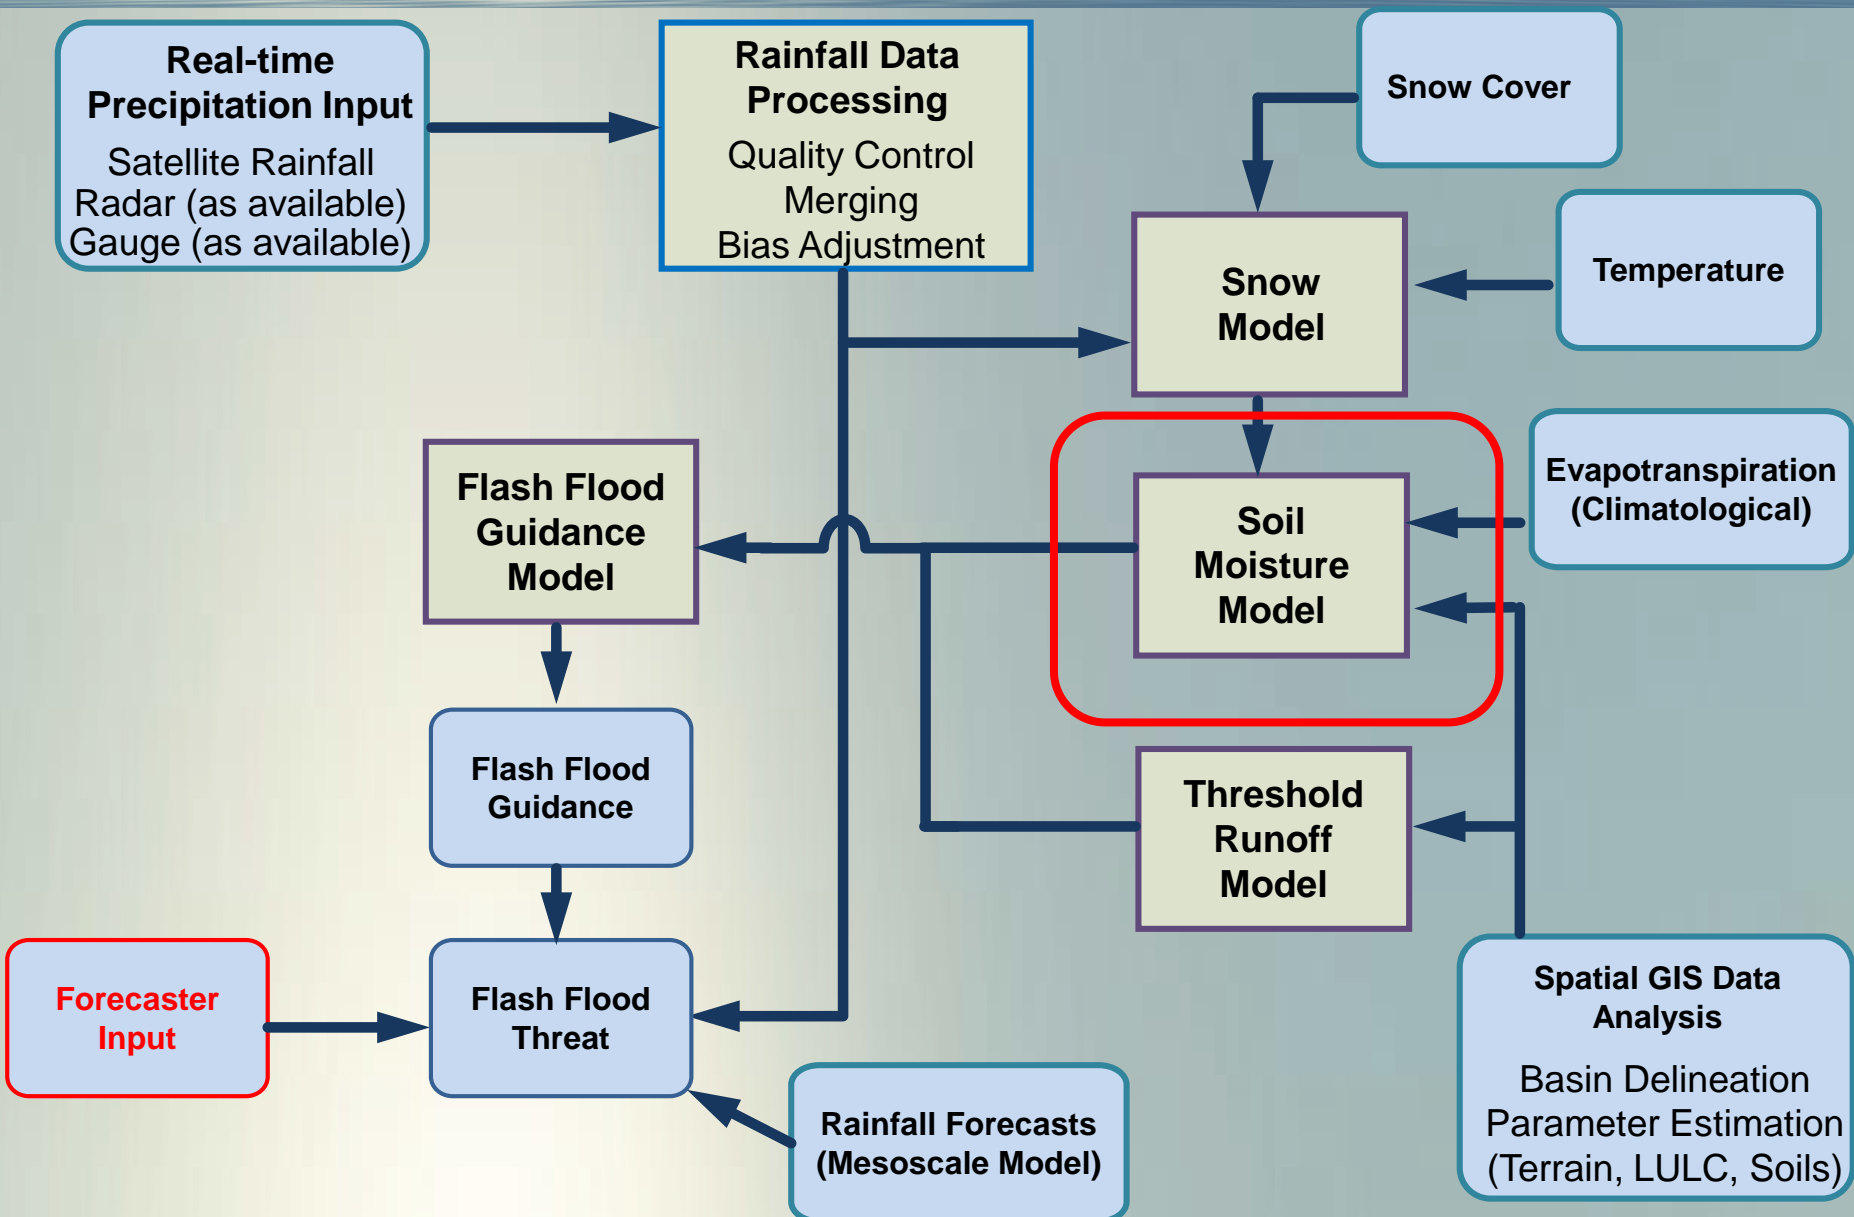 Real-time
Precipitation Input
Satellite Rainfall
Radar (as available)
Gauge (as available)
Rainfall Data
Processing
Quality Control
Merging
Bias Adjustment
Snow Cover
Temperature
Snow
Model
Evapotranspiration
(Climatological)
Flash Flood
Guidance
Model
Soil
Moisture
Model
Flash Flood
Guidance
Threshold
Runoff
Model
Forecaster
Input
Flash Flood
Threat
Rainfall Forecasts
(Mesoscale Model)
Spatial GIS Data
Analysis
Basin Delineation
Parameter Estimation
(Terrain, LULC, Soils)